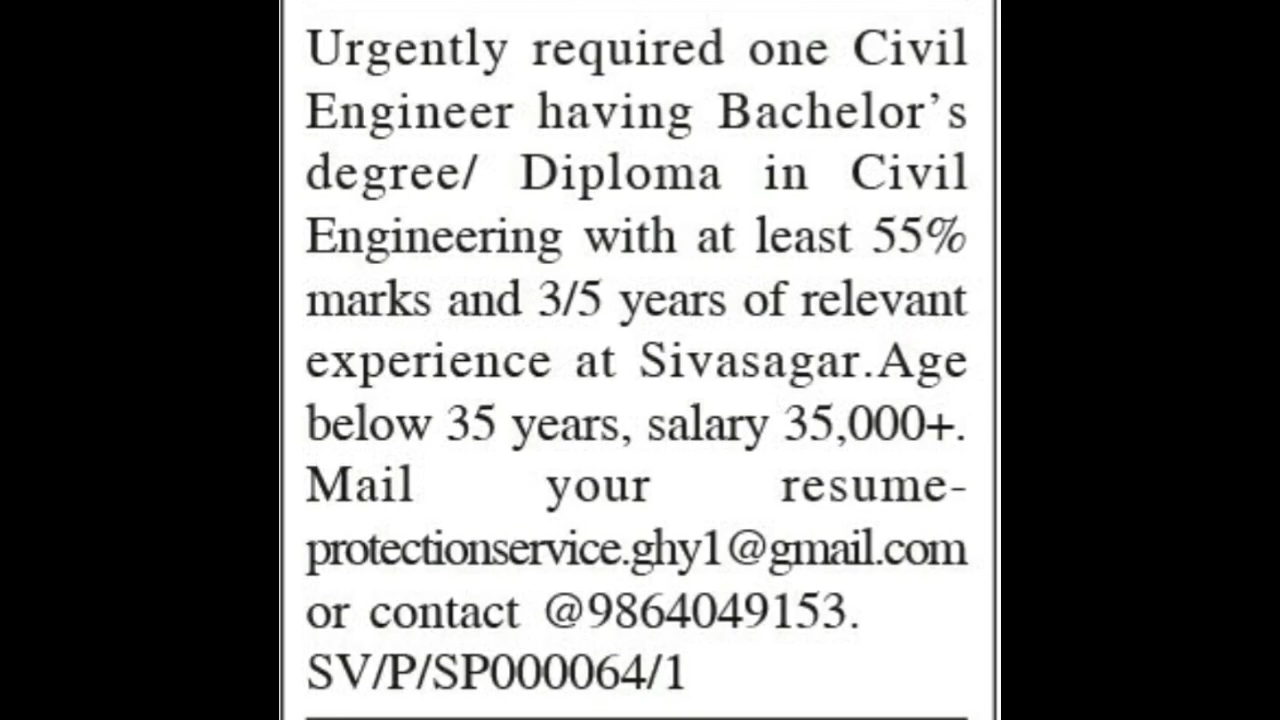 Urgently required one Civil
Engineer having Bachelor’s
degree/ Diploma in Civil
Engineering with at least 55%
marks and 3/5 years of relevant
experience at Sivasagar.Age
below 35 years, salary 35,000+.
Mail your resume-
protectionservice.ghy1@gmail.com
or contact @9864049153.
SV/P/SP000064/1